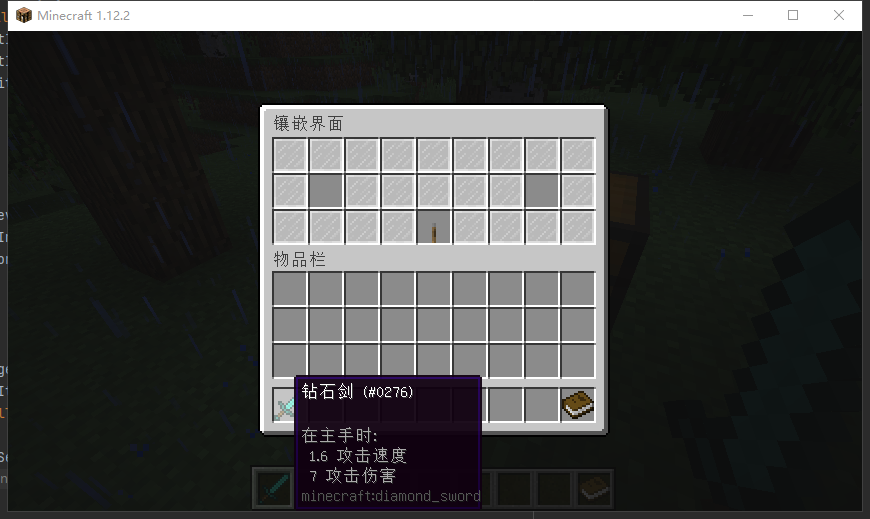 Minecraft 1.12.2
镶嵌界面
物品栏
钻石剑 (#0276)
在主手时:
1.6 攻击速度
7 攻击伤害
minecraft:diamond_sword